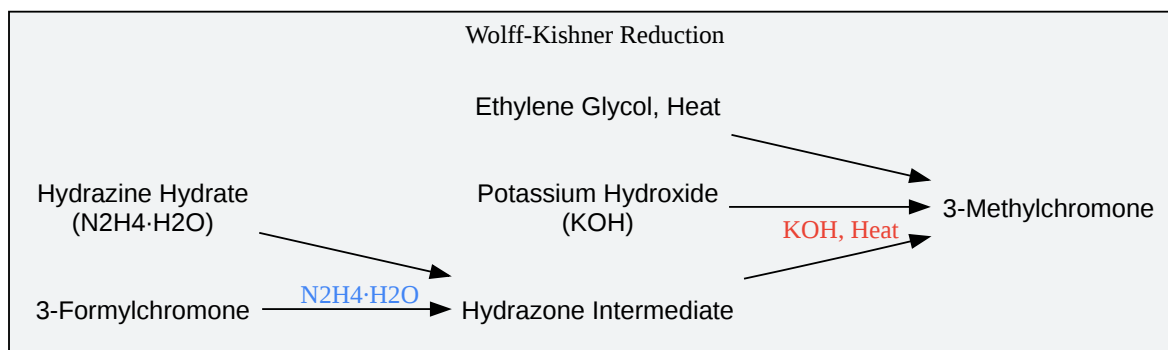 Wolff-Kishner Reduction
Ethylene Glycol, Heat
Hydrazine Hydrate
(N2H4·H2O)
Potassium Hydroxide
(KOH)
3-Methylchromone
KOH, Heat
N2H4·H2O
3-Formylchromone
Hydrazone Intermediate